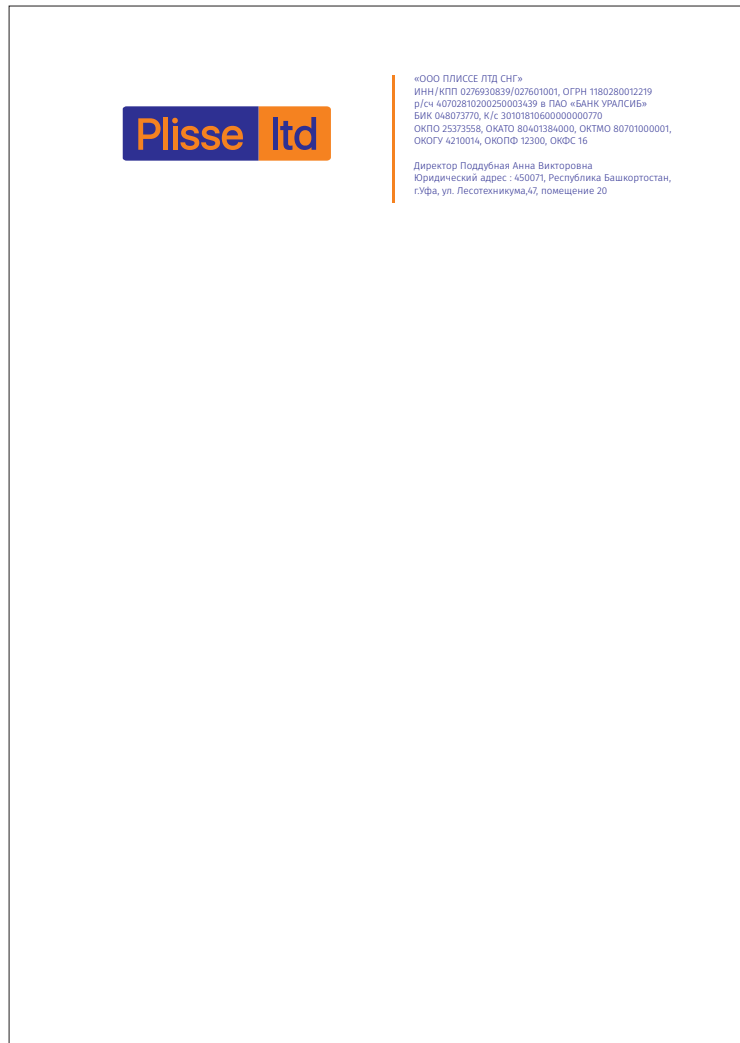 Plisse ltd
«ООО ПЛИССЕ ЛТД СНГ»
ИНН/КПП 0276930839/027601001, ОГРН 1180280012219
р/сч 40702810200250003439 в ПАО «БАНК УРАЛСИБ»
БИК 048073770, К/с 30101810600000000770
ОКПО 25373558, ОКАТО 80401384000, ОКТМО 80701000001,
ОКОГУ 4210014, ОКОПФ 12300, ОКФС 16
Директор Поддубная Анна Викторовна
Юридический адрес : 450071, Республика Башкортостан,
г.Уфа, ул. Лесотехникума,47, помещение 20